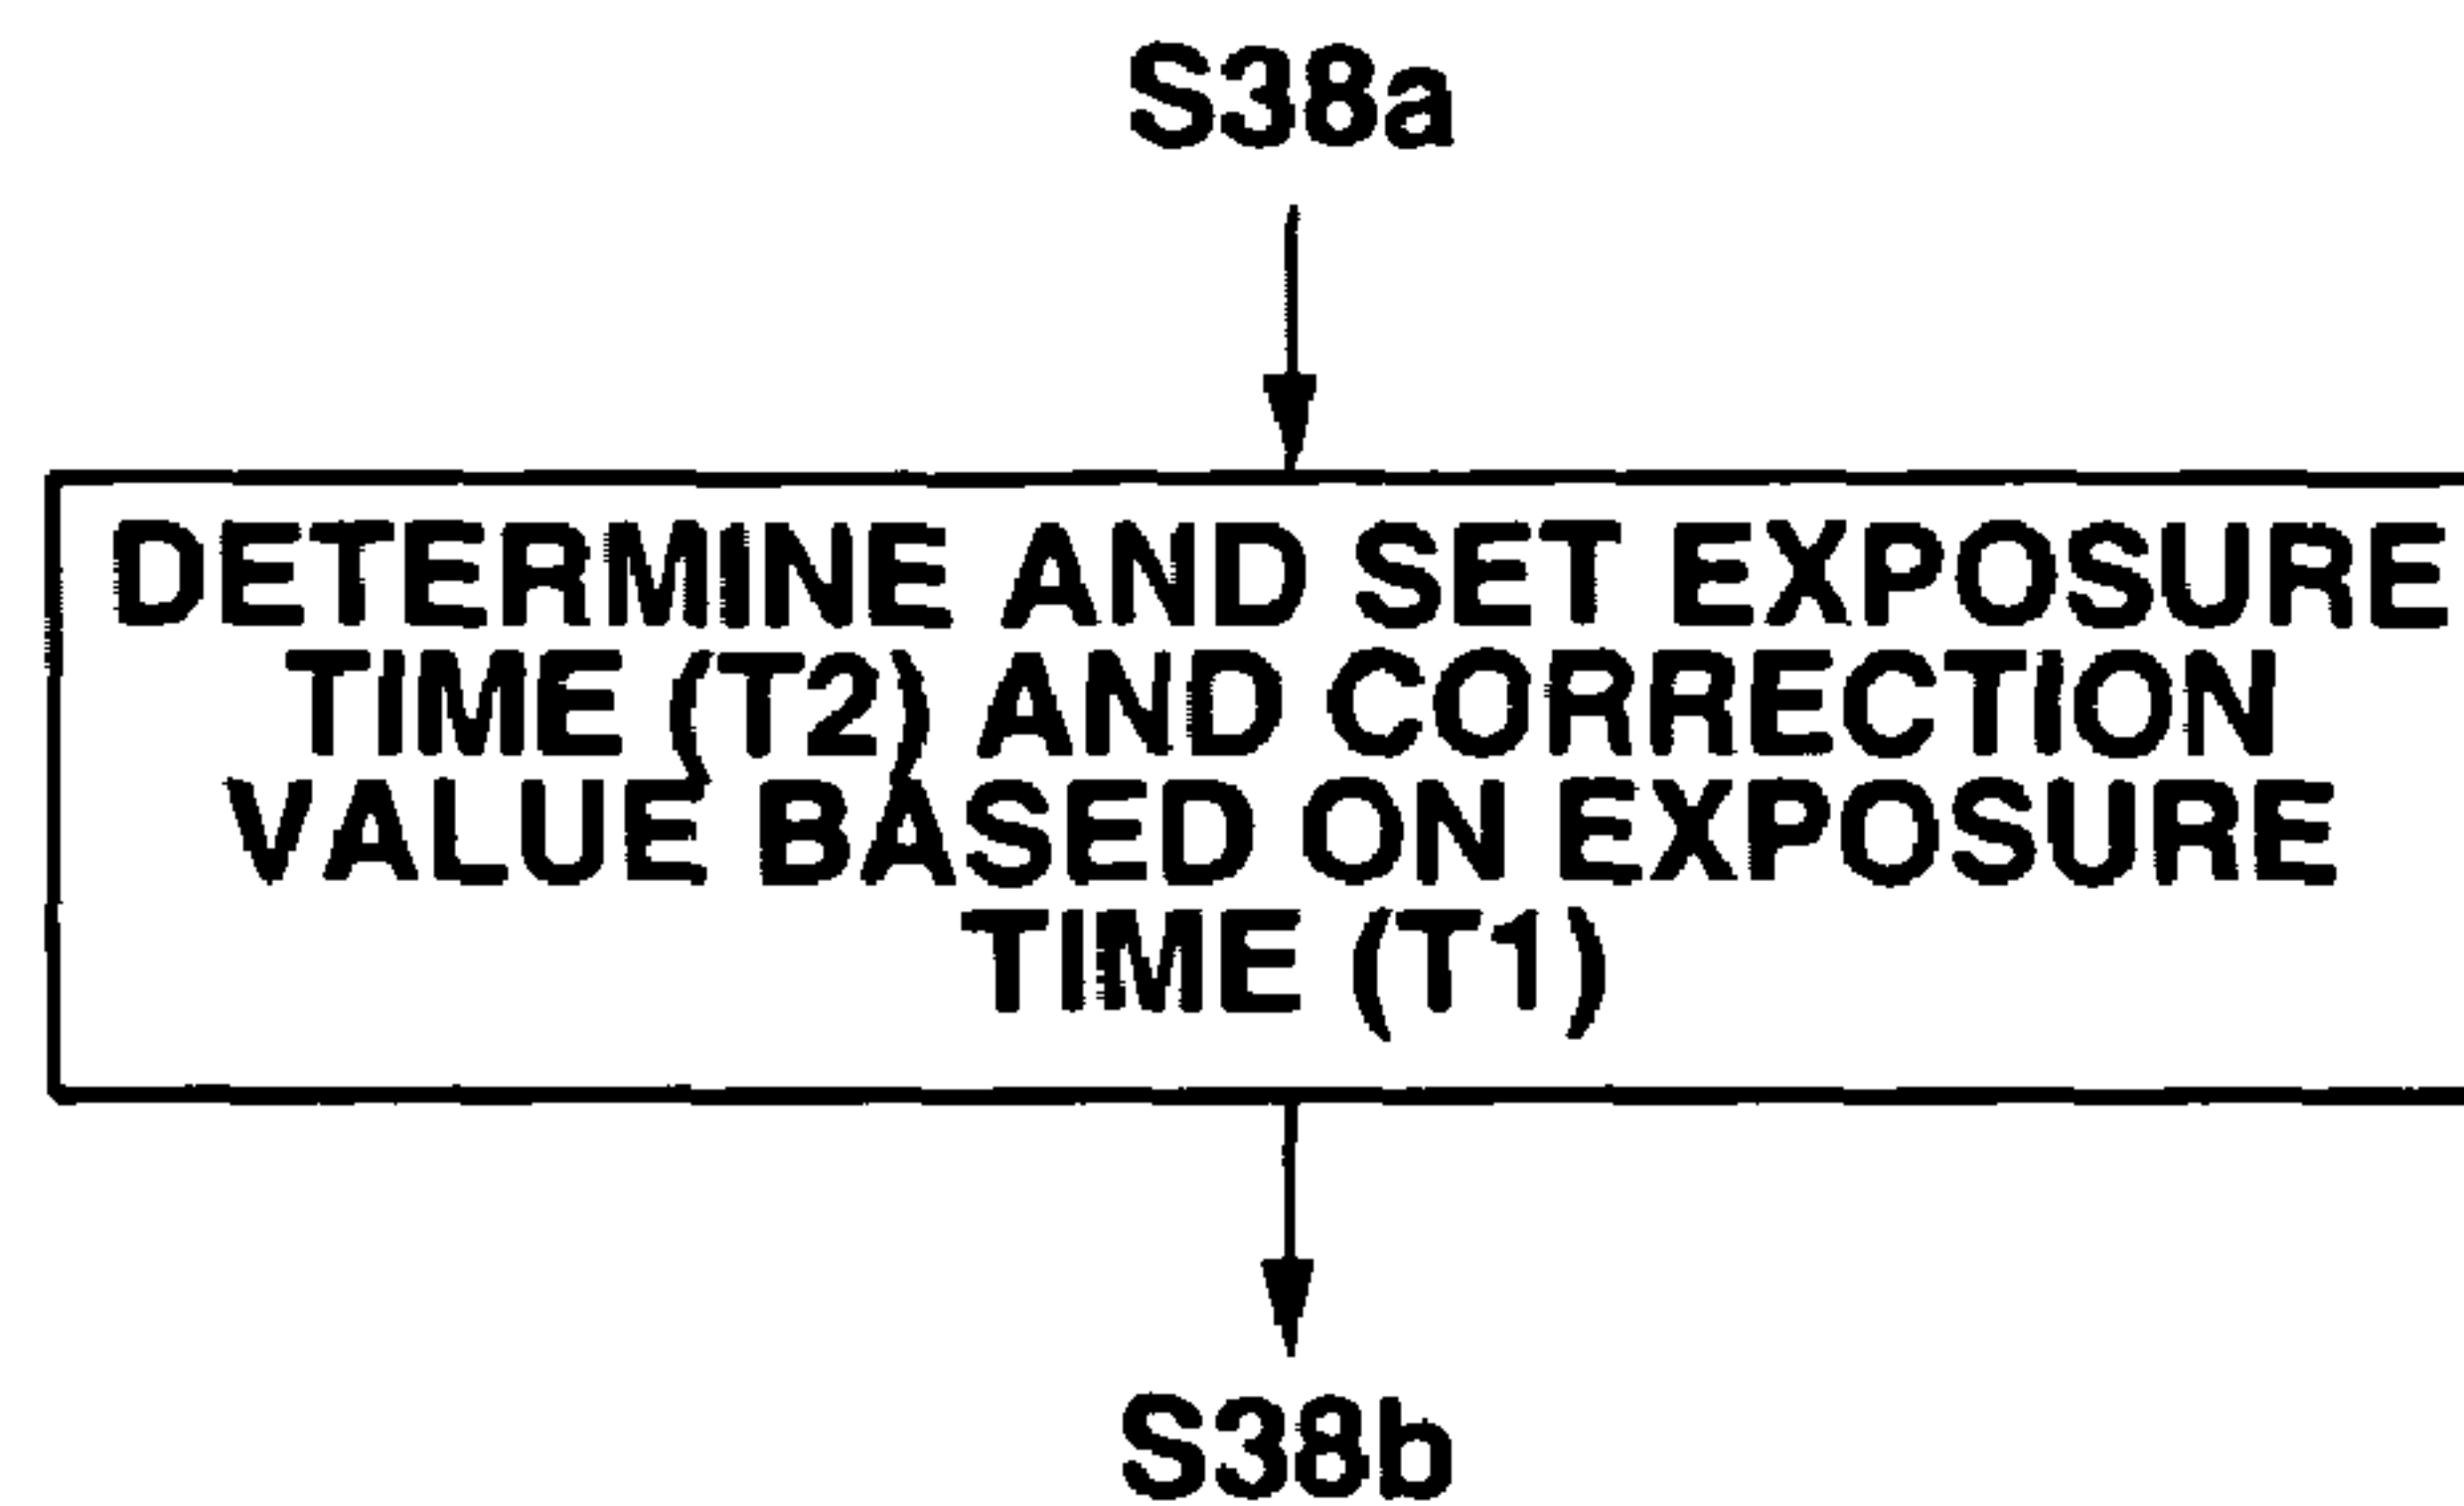 S38a
DETERMINE AND SET EXPOSURE
TIME (T2) AND CORRECTION
VALUE BASED ON EXPOSURE
TIME (T1)
S38b